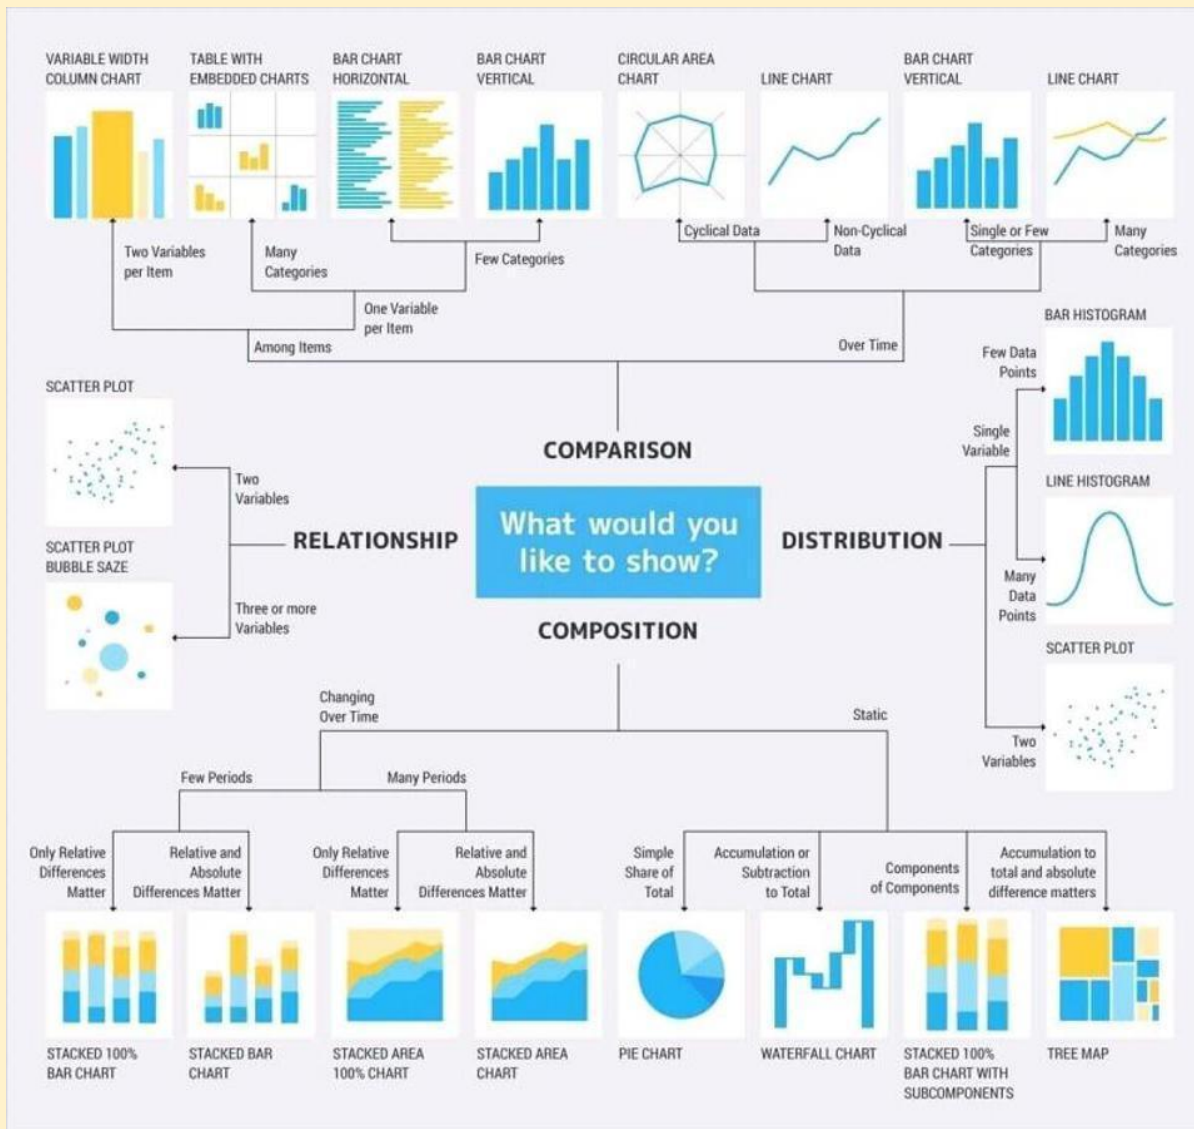 VARIABLE WIDTH
COLUMN CHART
TABLE WITH
EMBEDDED CHARTS
BAR CHART
HORIZONTAL
BAR CHART
VERTICAL
CIRCULAR AREA
CHART
LINE CHART
BAR CHART
VERTICAL
LINE CHART
Two Variables
per Item
Many
Categories
Few Categories
Cyclical Data
Non-Cyclical
Data
Single or Few
Categories
Many
Categories
One Variable
per Item
Among Items
Over Time
COMPARISON
What would you
like to show?
SCATTER PLOT
Two
Variables
RELATIONSHIP
SCATTER PLOT
BUBBLE SAZE
Three or more
Variables
DISTRIBUTION
BAR HISTOGRAM
Few Data
Points
Single
Variable
LINE HISTOGRAM
Many
Data
Points
SCATTER PLOT
Two
Variables
COMPOSITION
Changing
Over Time
Static
Few Periods
Many Periods
Only Relative
Differences
Matter
Relative and
Absolute
Differences Matter
Only Relative
Differences
Matter
Relative and
Absolute
Differences Matter
Simple
Share of
Total
Accumulation or
Subtraction
to Total
Components
of Components
Accumulation to
total and absolute
difference matters
STACKED 100%
BAR CHART
STACKED BAR
CHART
STACKED AREA
100% CHART
STACKED AREA
CHART
PIE CHART
WATERFALL CHART
STACKED 100%
BAR CHART WITH
SUBCOMPONENTS
TREE MAP